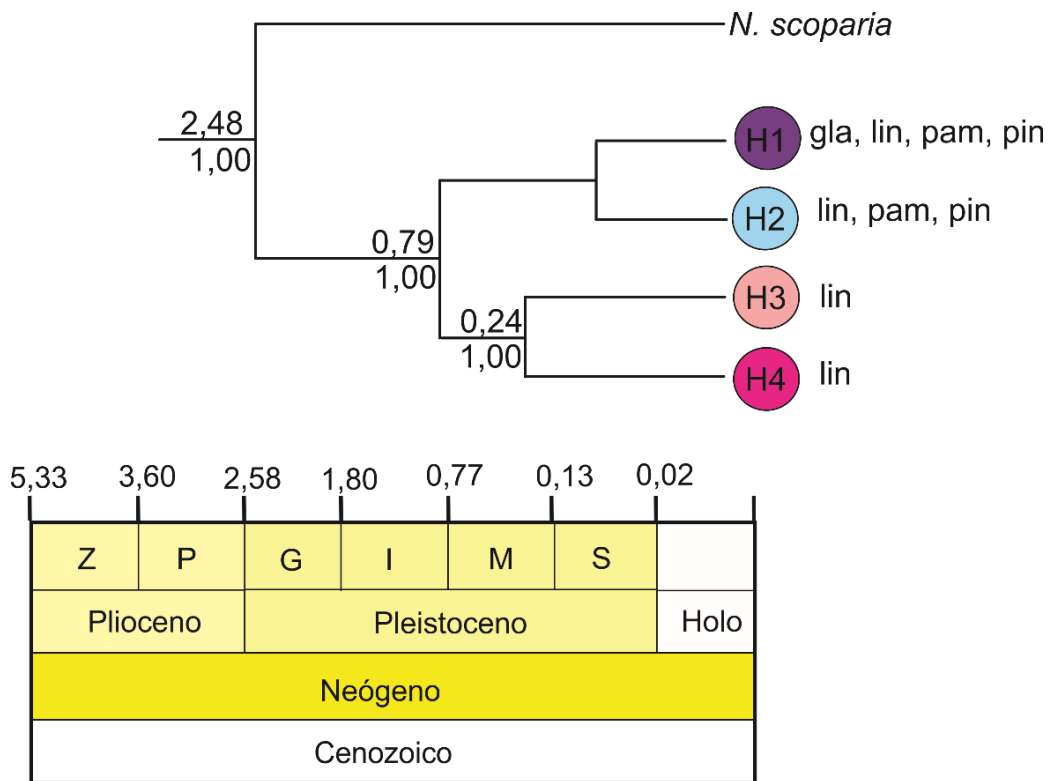 N. scoparia
2,48
1,00
H1 gla, lin, pam, pin
H2 lin, pam, pin
0,79
1,00
H3 lin
0,24
1,00
H4 lin
5,33 3,60 2,58 1,80 0,77 0,13 0,02
Z P G I M S
Plioceno Pleistoceno Holo
Neógeno
Cenozoico